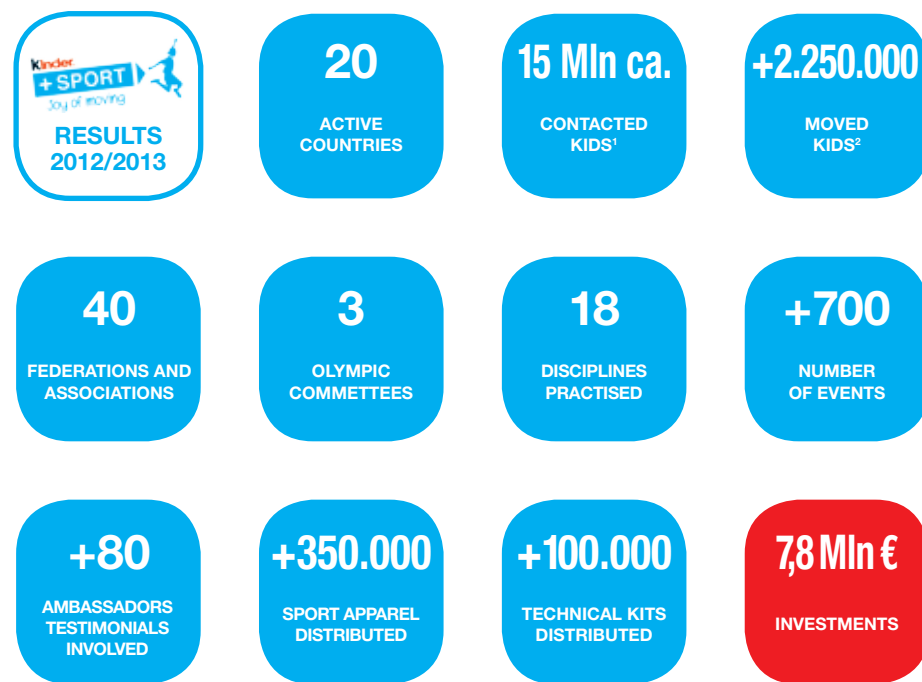 Kinder
+ SPORT
Joy of moving
RESULTS
2012/2013
20
ACTIVE
COUNTRIES
15 Mln ca.
CONTACTED
KIDS¹
+2.250.000
MOVED
KIDS²
40
FEDERATIONS AND
ASSOCIATIONS
3
OLYMPIC
COMMETTEES
18
DISCIPLINES
PRACTISED
+700
NUMBER
OF EVENTS
+80
AMBASSADORS
TESTIMONIALS
INVOLVED
+350.000
SPORT APPAREL
DISTRIBUTED
+100.000
TECHNICAL KITS
DISTRIBUTED
7,8 Mln €
INVESTMENTS